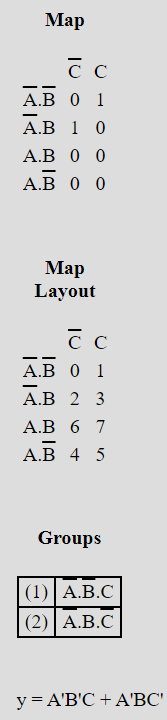 Map
C̅ C
A̅.B̅ 0 1
A̅.B 1 0
A.B 0 0
A.B̅ 0 0
Map
Layout
C̅ C
A̅.B̅ 0 1
A̅.B 2 3
A.B 6 7
A.B̅ 4 5
Groups
(1) A̅.B̅.C
(2) A̅.B.C̅
y = A'B'C + A'BC'